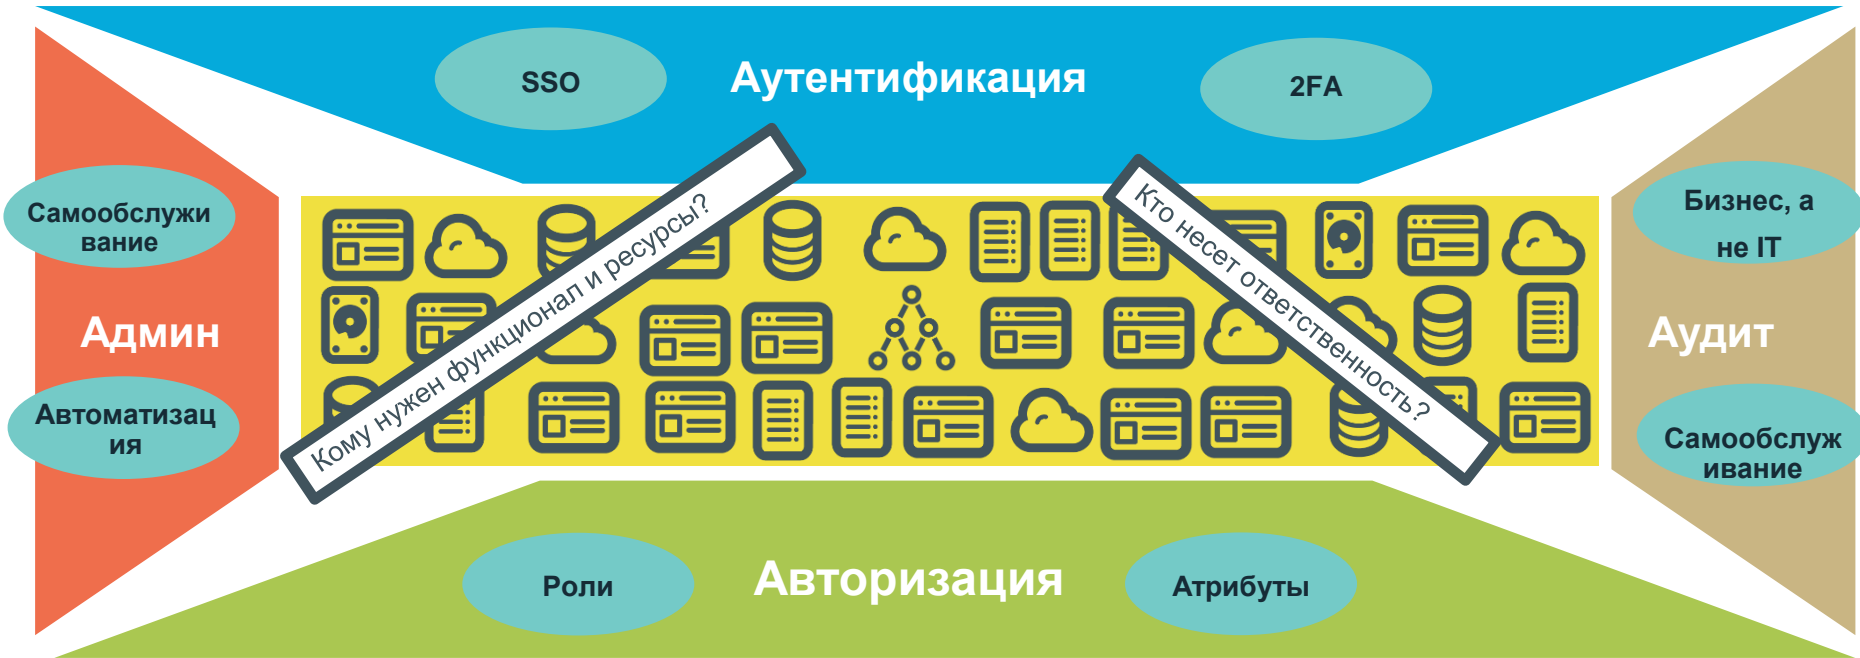 SSO
Аутентификация
2FA
Самообслужи
вание
Админ
Автоматизац
ия
Кому нужен функционал и ресурсы?
Кто несет ответственность?
Бизнес, а
не IT
Аудит
Самообслуж
ивание
Роли
Авторизация
Атрибуты